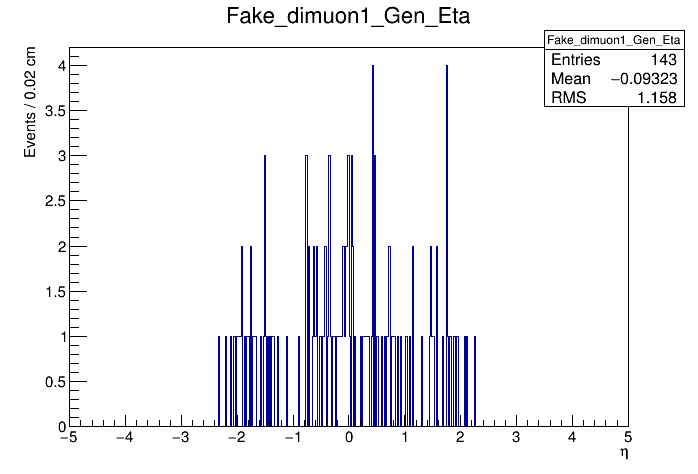 Fake_dimuon1_Gen_Eta
Fake_dimuon1_Gen_Eta
Entries 143
Mean −0.09323
RMS 1.158
Events / 0.02 cm
4
3.5
3
2.5
2
1.5
1
0.5
0
−5 −4 −3 −2 −1 0 1 2 3 4 5
η